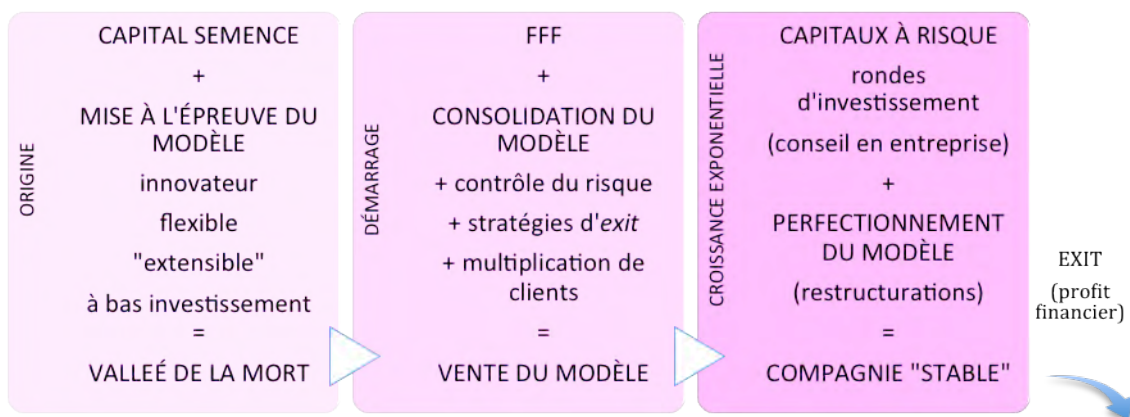 ORIGINE
CAPITAL SEMENCE
+
MISE À L'ÉPREUVE DU
MODÈLE
innovateur
flexible
"extensible"
à bas investissement
=
VALLEÉ DE LA MORT
DÉMARRAGE
FFF
+
CONSOLIDATION DU
MODÈLE
+ contrôle du risque
+ stratégies d'exit
+ multiplication de
clients
=
VENTE DU MODÈLE
CROISSANCE EXPONENTIELLE
CAPITAUX À RISQUE
rondes
d'investissement
(conseil en entreprise)
+
PERFECTIONNEMENT
DU MODÈLE
(restructurations)
=
COMPAGNIE "STABLE"
EXIT
(profit
financier)